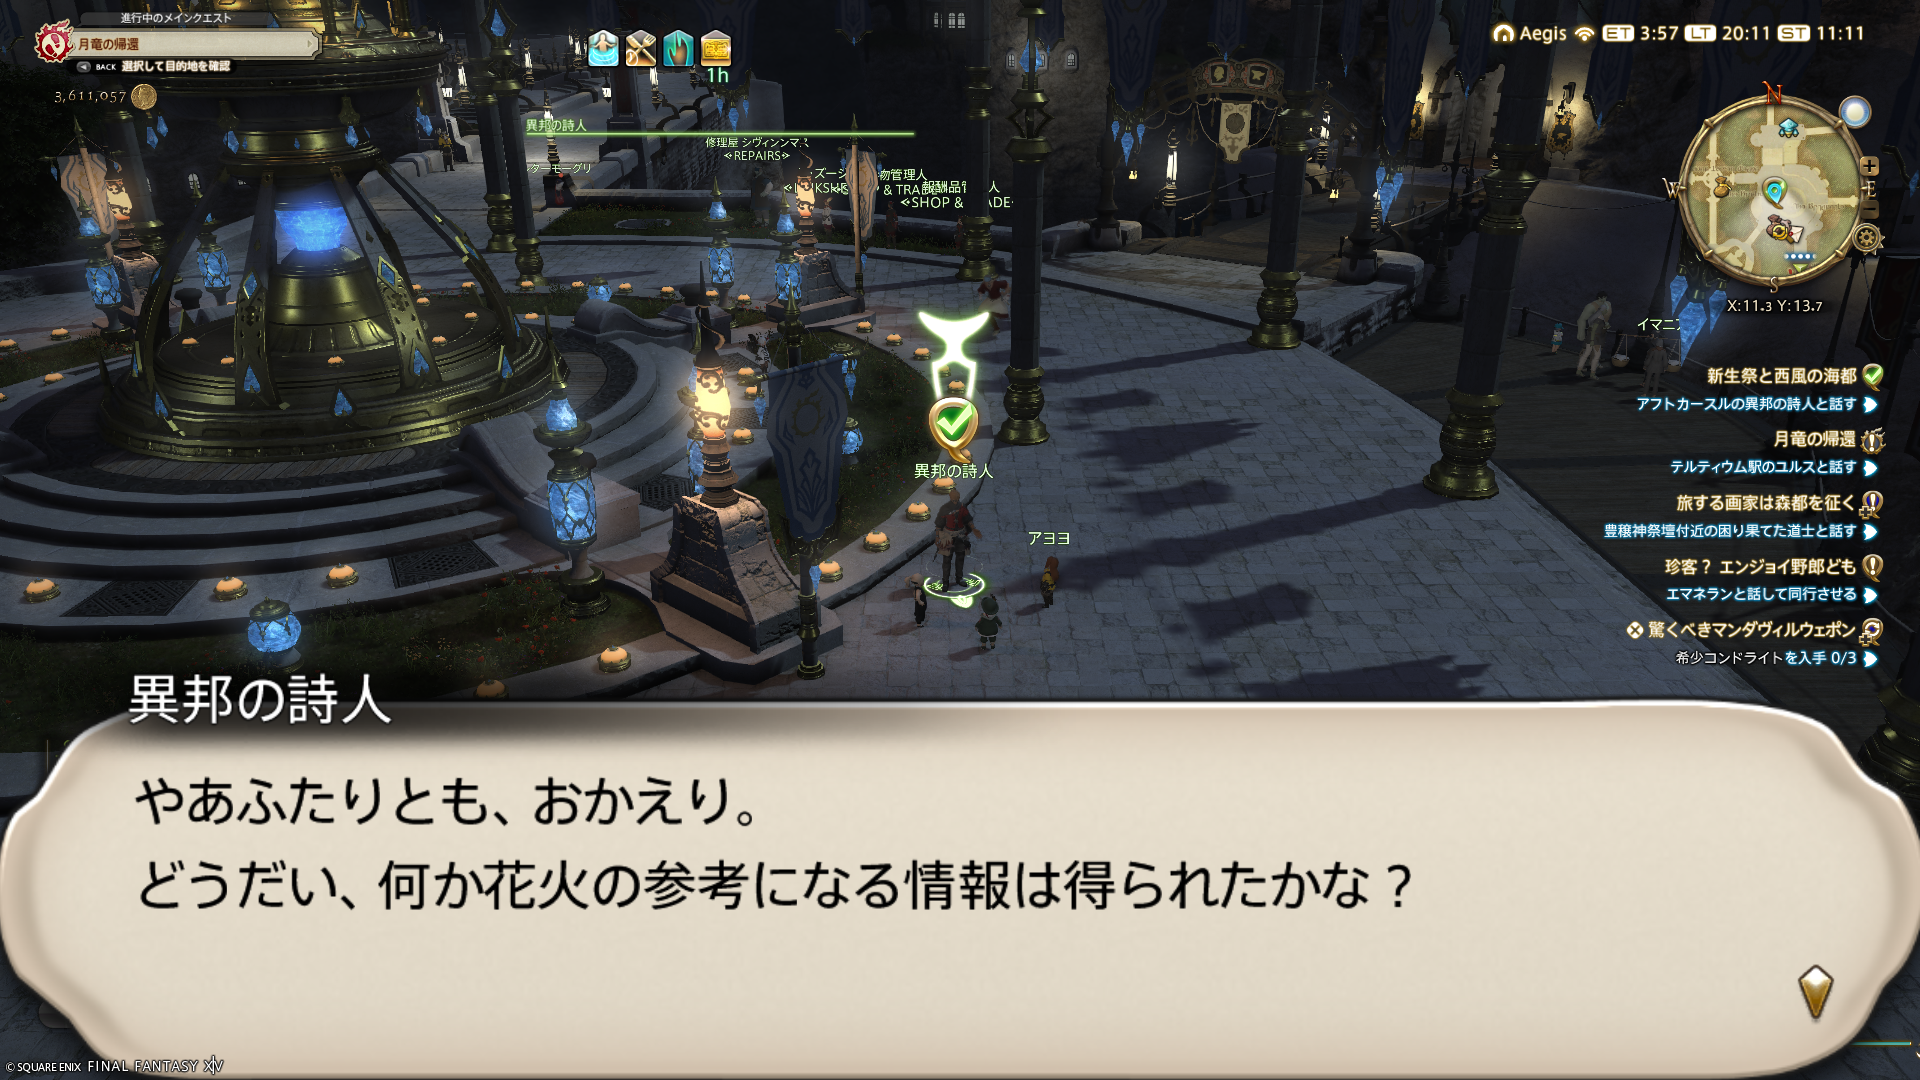 進行中のメインクエスト
月竜の帰還
BACK 選択して目的地を確認
3,611,057
1h
Aegis ET 3:57 LT 20:11 ST 11:11
N
W
E
S
X:11.3 Y:13.7
異邦の詩人
修理屋 シヴィンンマ
<REPAIRS>
報酬品
<SHOP &
イマニ
新生祭と西風の海都
アフトカースルの異邦の詩人と話す
月竜の帰還
テルティウム駅のユルスと話す
旅する画家は森都を征く
豊穣神祭壇付近の困り果てた道士と話す
珍客？ エンジョイ野郎ども
エマネランと話して同行させる
驚くべきマンダヴィルウェポン
希少コンドライトを入手 0/3
異邦の詩人
アヨヨ
異邦の詩人
やあふたりとも、おかえり。
どうだい、何か花火の参考になる情報は得られたかな？
© SQUARE ENIX FINAL FANTASY XIV